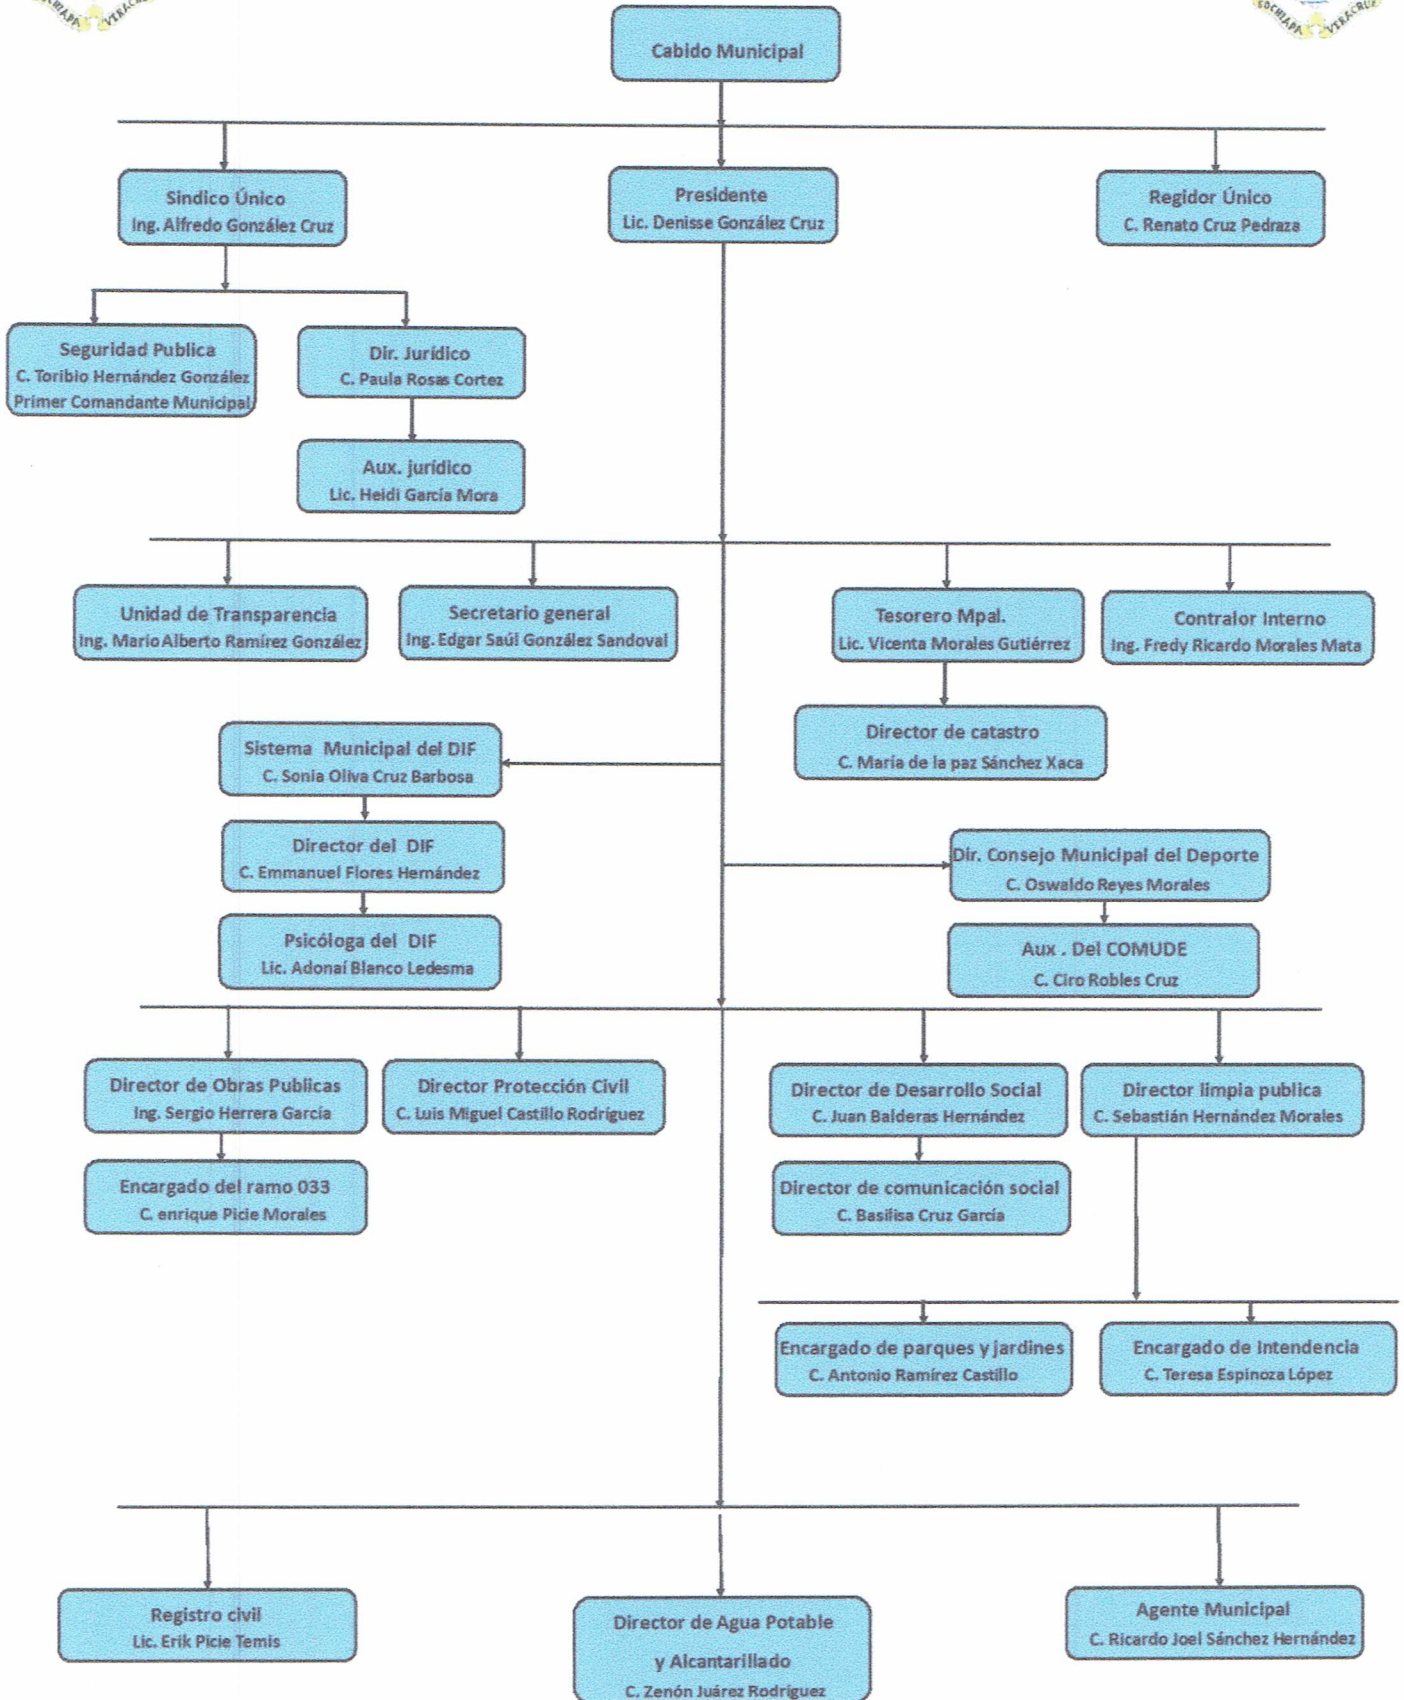 SOCHIAPA VERACRUZ
SOCHIAPA VERACRUZ
Cabido Municipal
Sindico Único
Ing. Alfredo González Cruz
Presidente
Lic. Denisse González Cruz
Regidor Único
C. Renato Cruz Pedraza
Seguridad Publica
C. Toribio Hernández González
Primer Comandante Municipal
Dir. Jurídico
C. Paula Rosas Cortez
Aux. jurídico
Lic. Heidi García Mora
Unidad de Transparencia
Ing. Mario Alberto Ramírez González
Secretario general
Ing. Edgar Saúl González Sandoval
Tesorero Mpal.
Lic. Vicenta Morales Gutiérrez
Contralor Interno
Ing. Fredy Ricardo Morales Mata
Director de catastro
C. María de la paz Sánchez Xaca
Sistema Municipal del DIF
C. Sonia Oliva Cruz Barbosa
Director del DIF
C. Emmanuel Flores Hernández
Psicóloga del DIF
Lic. Adonaí Blanco Ledesma
Dir. Consejo Municipal del Deporte
C. Oswaldo Reyes Morales
Aux . Del COMUDE
C. Ciro Robles Cruz
Director de Obras Publicas
Ing. Sergio Herrera García
Director Protección Civil
C. Luis Miguel Castillo Rodríguez
Director de Desarrollo Social
C. Juan Balderas Hernández
Director limpia publica
C. Sebastián Hernández Morales
Encargado del ramo 033
C. enrique Picie Morales
Director de comunicación social
C. Basilisa Cruz García
Encargado de parques y jardines
C. Antonio Ramírez Castillo
Encargado de Intendencia
C. Teresa Espinoza López
Registro civil
Lic. Erik Picie Temis
Director de Agua Potable
y Alcantarillado
C. Zenón Juárez Rodríguez
Agente Municipal
C. Ricardo Joel Sánchez Hernández